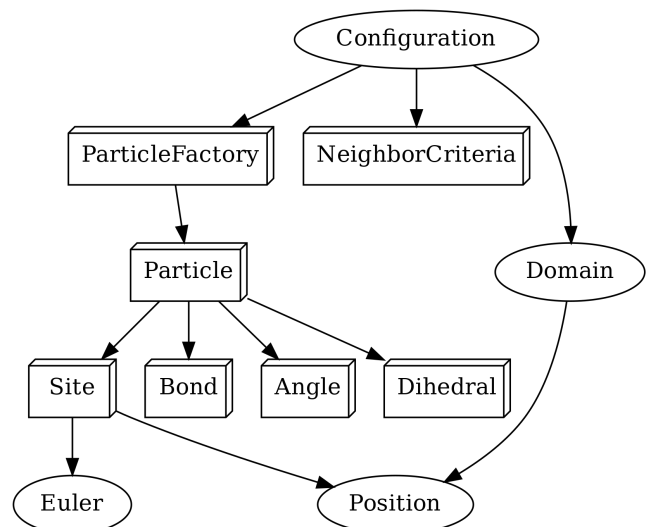 Configuration
ParticleFactory
NeighborCriteria
Particle
Domain
Site
Bond
Angle
Dihedral
Euler
Position